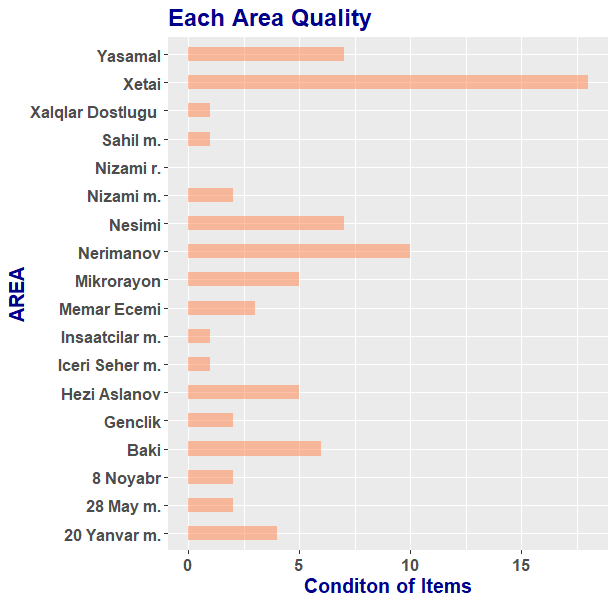 Each Area Quality
Yasamal
Xetai
Xalqlar Dostlugu
Sahil m.
Nizami r.
Nizami m.
Nesimi
Nerimanov
Mikrorayon
Memar Ecemi
Insaatcilar m.
Iceri Seher m.
Hezi Aslanov
Genclik
Baki
8 Noyabr
28 May m.
20 Yanvar m.
AREA
0 5 10 15
Conditon of Items